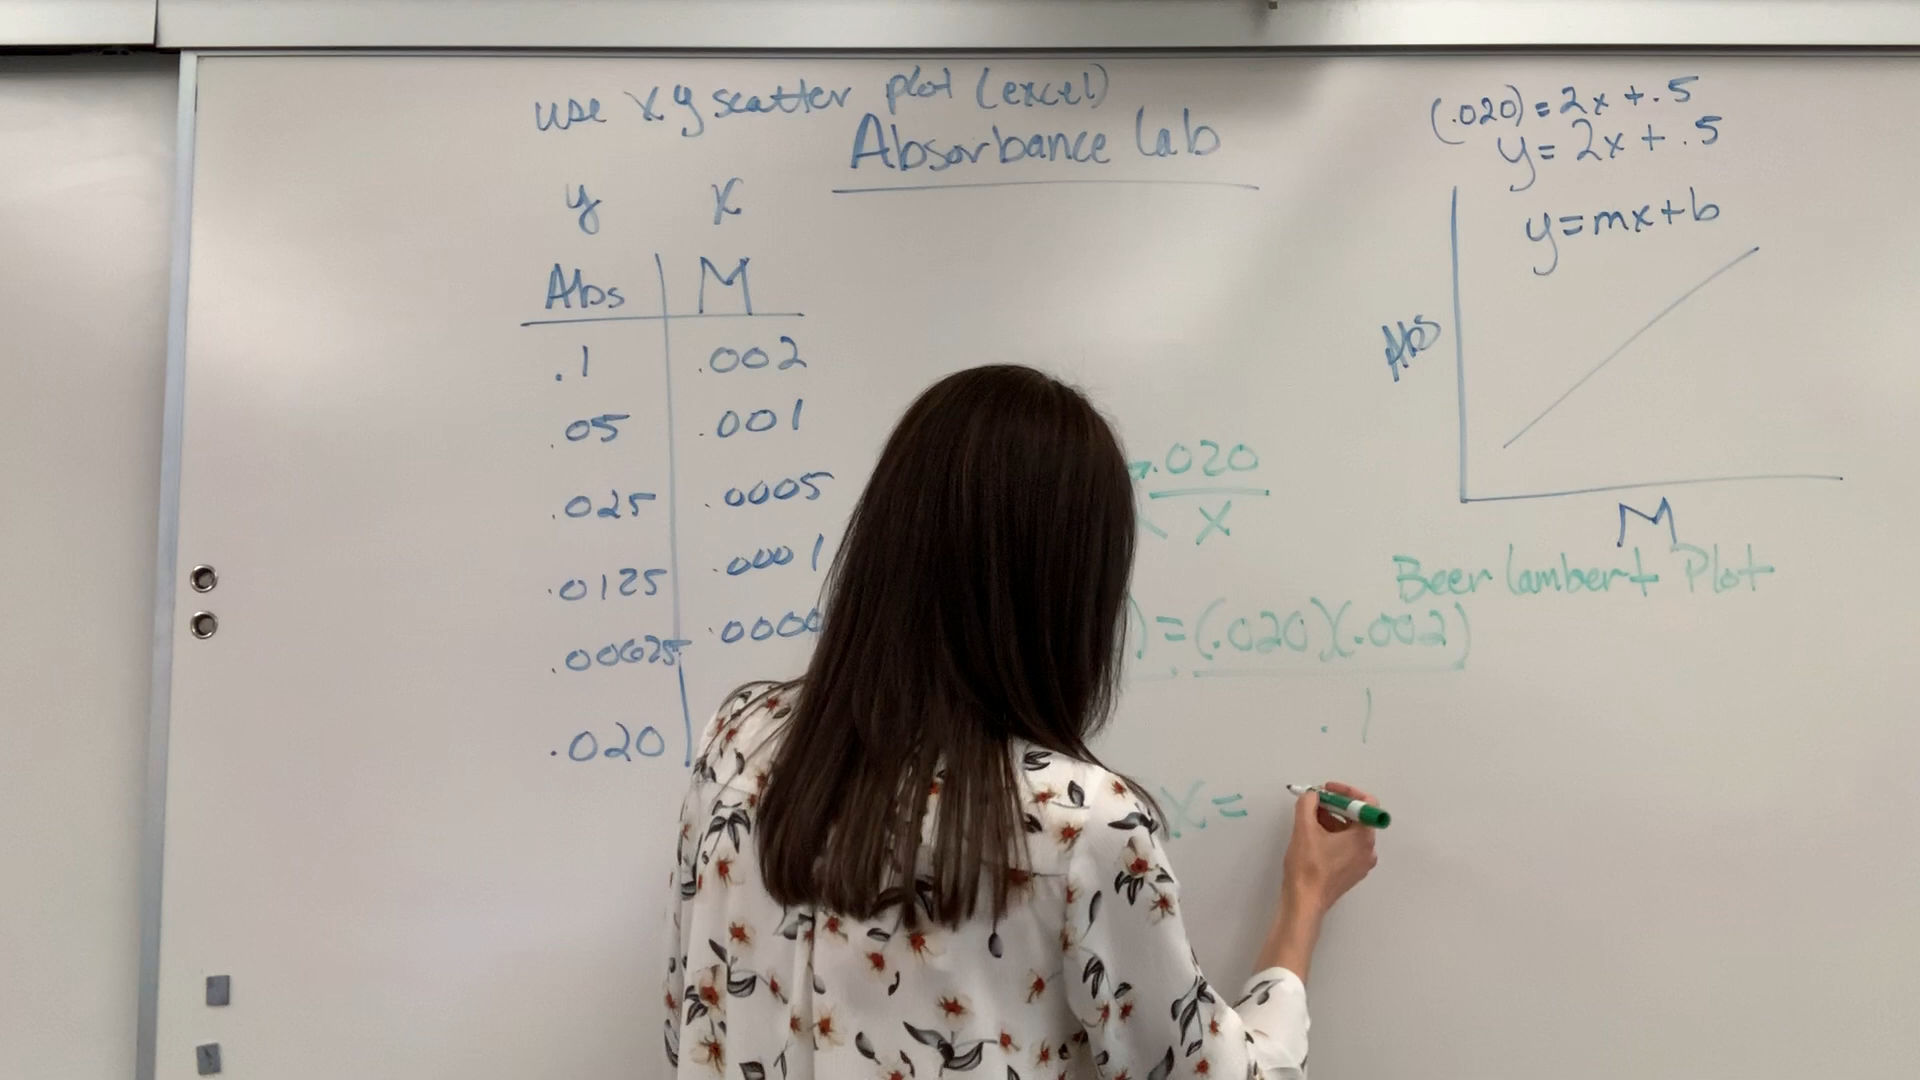 use xy scatter plot (excel)
Absorbance lab
y x
Abs M
.1 .002
.05 .001
.025 .0005
.0125 .0001
.00625
.020
.020
X
=(.020)(.002)
.1
X =
(.020)=2x+.5
y=2x+.5
y=mx+b
Abs
M
Beer lambert Plot